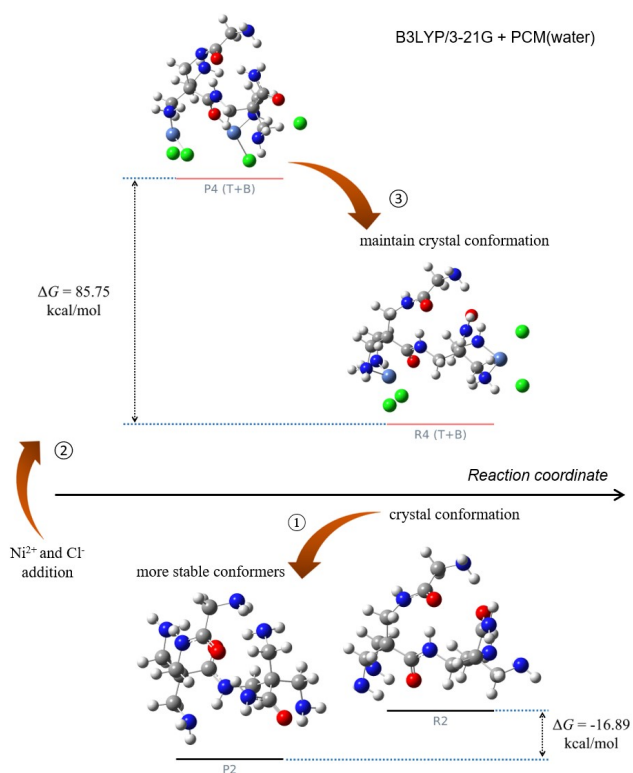 B3LYP/3-21G + PCM(water)
P4 (T+B)
③
maintain crystal conformation
ΔG = 85.75
kcal/mol
R4 (T+B)
②
Reaction coordinate
Ni²⁺ and Cl⁻
addition
①
crystal conformation
more stable conformers
R2
ΔG = -16.89
kcal/mol
P2